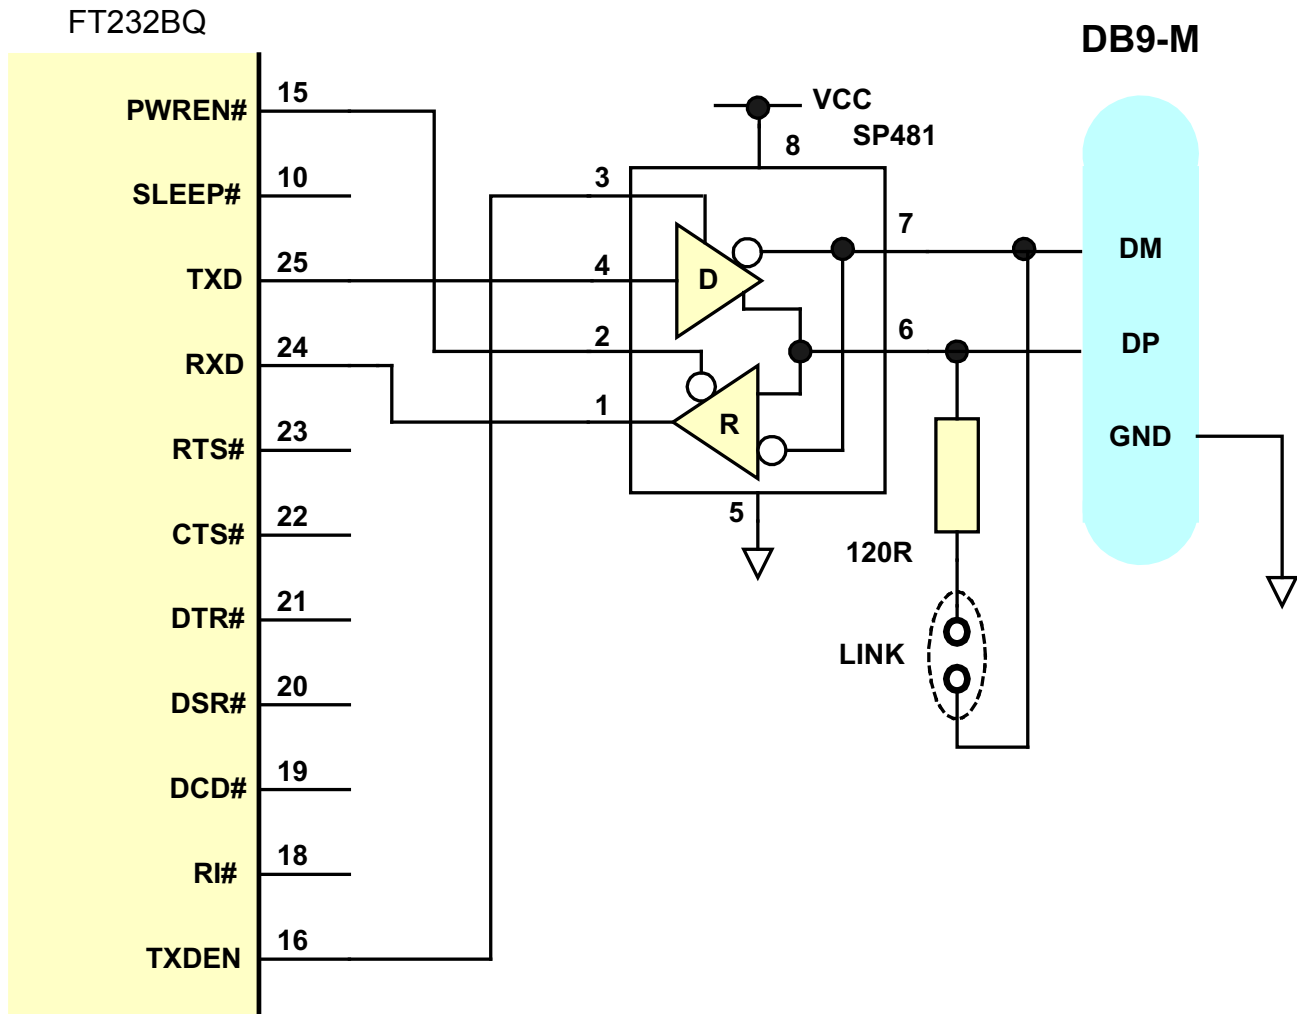 FT232BQ
DB9-M
PWREN#
15
SLEEP#
10
TXD
25
RXD
24
RTS#
23
CTS#
22
DTR#
21
DSR#
20
DCD#
19
RI#
18
TXDEN
16
VCC
SP481
8
3
4
2
1
D
R
7
6
5
120R
LINK
DM
DP
GND